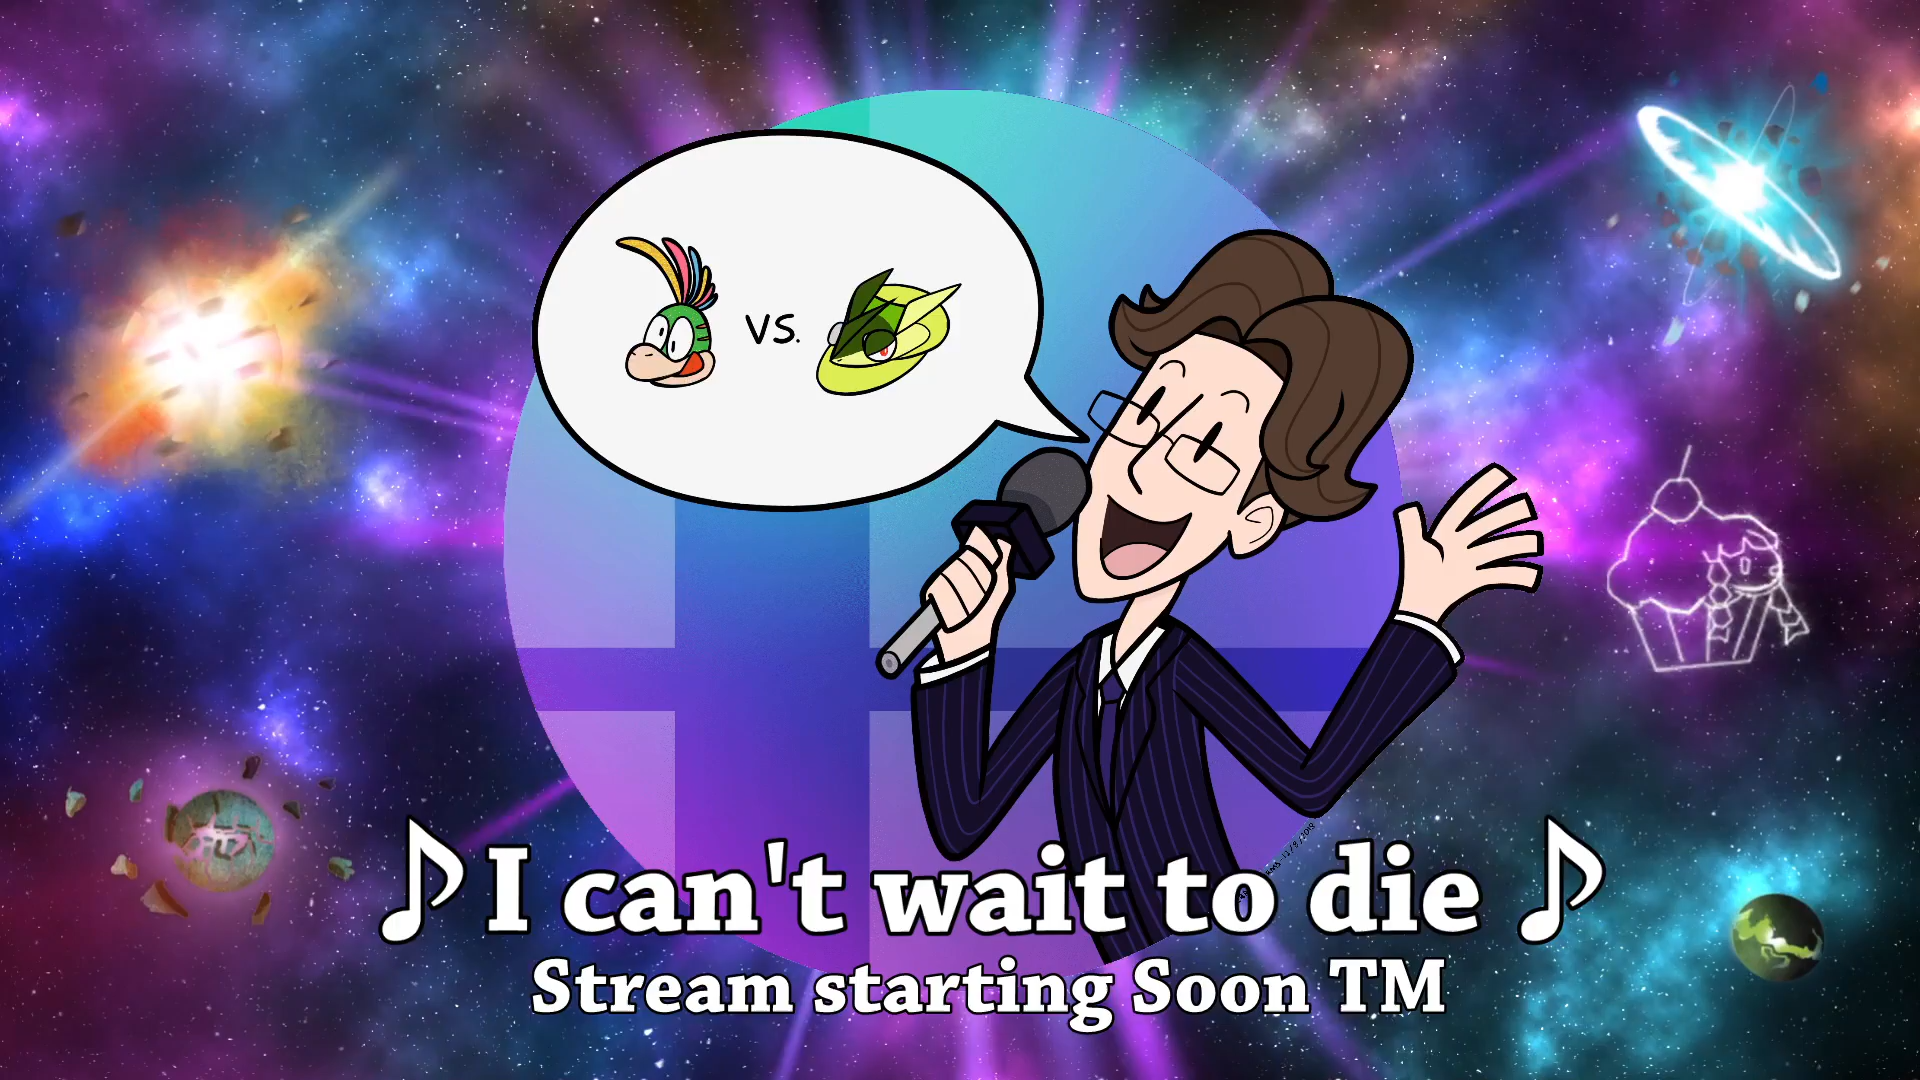 VS.
♪ I can't wait to die ♪
Stream starting Soon TM